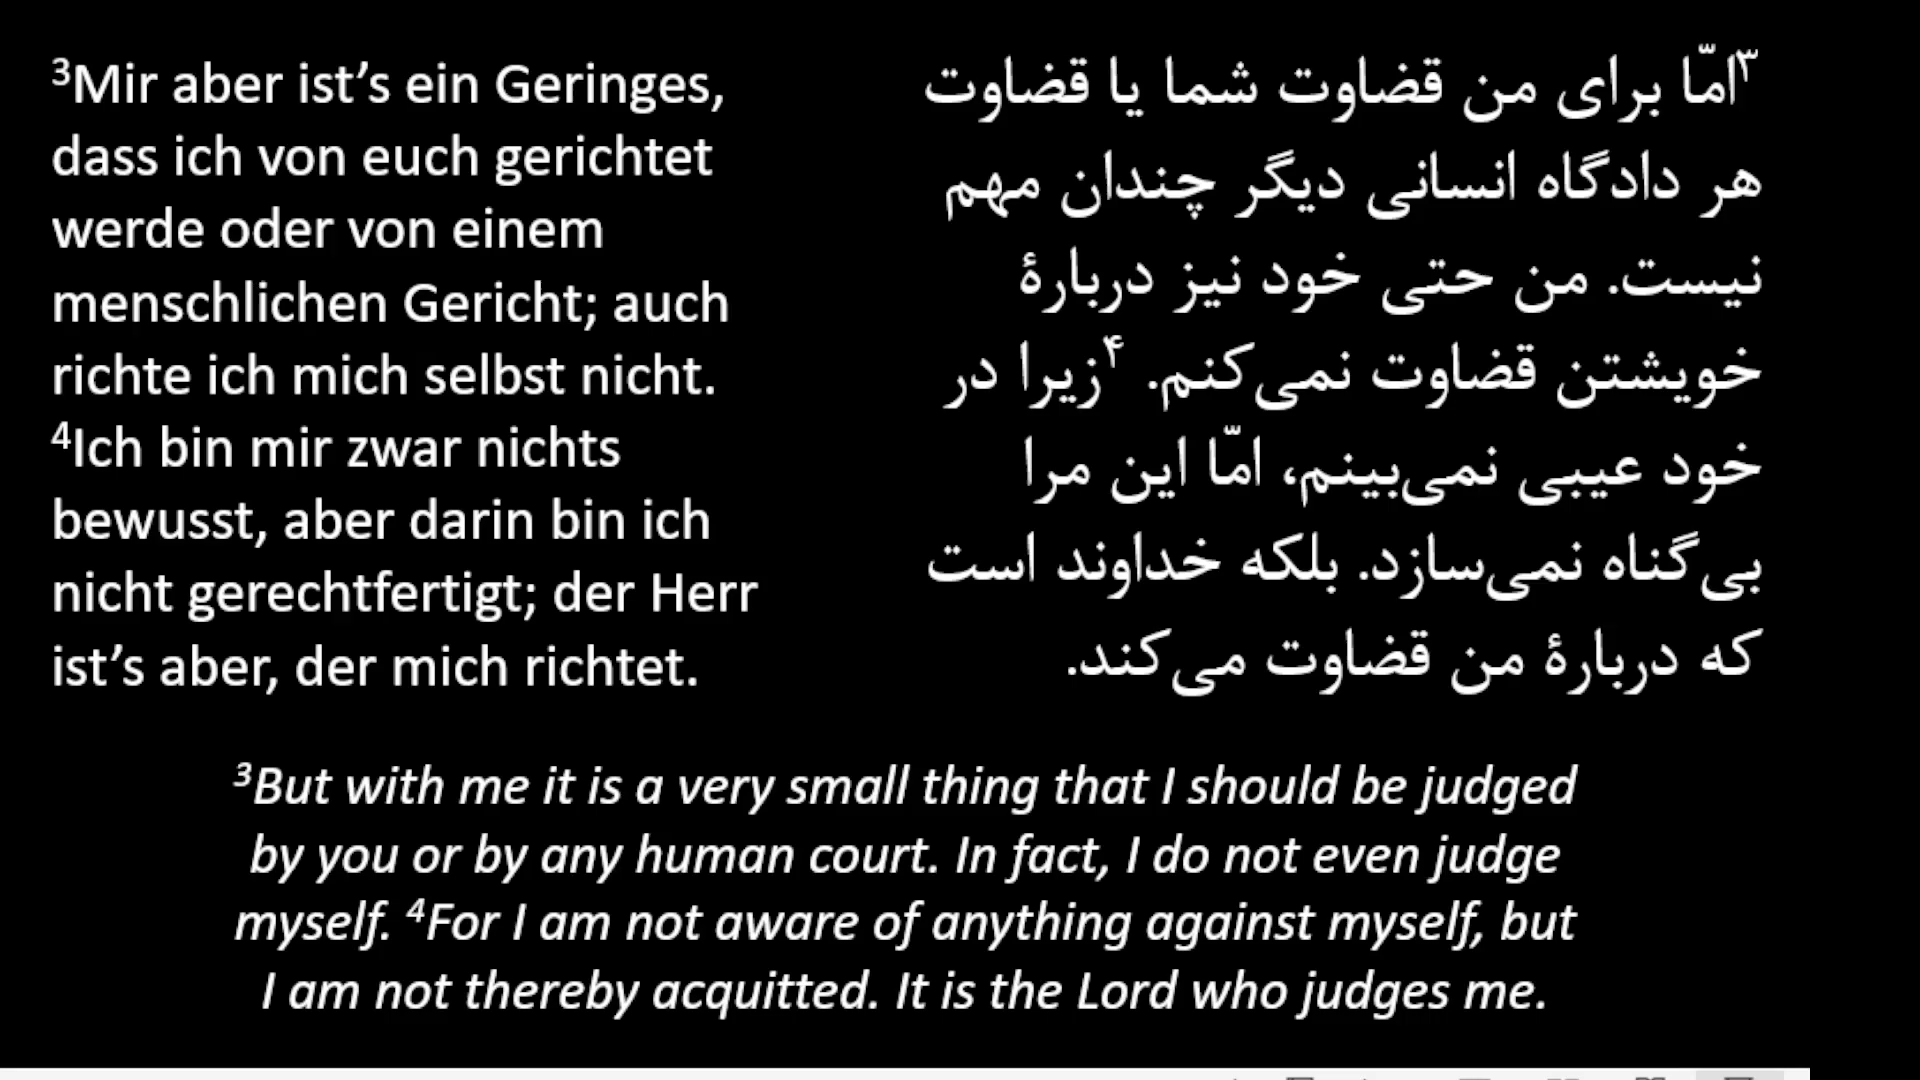 ³Mir aber ist’s ein Geringes,
dass ich von euch gerichtet
werde oder von einem
menschlichen Gericht; auch
richte ich mich selbst nicht.
⁴Ich bin mir zwar nichts
bewusst, aber darin bin ich
nicht gerechtfertigt; der Herr
ist’s aber, der mich richtet.
۳امّا برای من قضاوت شما یا قضاوت
هر دادگاه انسانی دیگر چندان مهم
نیست. من حتی خود نیز دربارهٔ
خویشتن قضاوت نمی‌کنم. ۴زیرا در
خود عیبی نمی‌بینم، امّا این مرا
بی‌گناه نمی‌سازد. بلکه خداوند است
که دربارهٔ من قضاوت می‌کند.
³But with me it is a very small thing that I should be judged
by you or by any human court. In fact, I do not even judge
myself. ⁴For I am not aware of anything against myself, but
I am not thereby acquitted. It is the Lord who judges me.